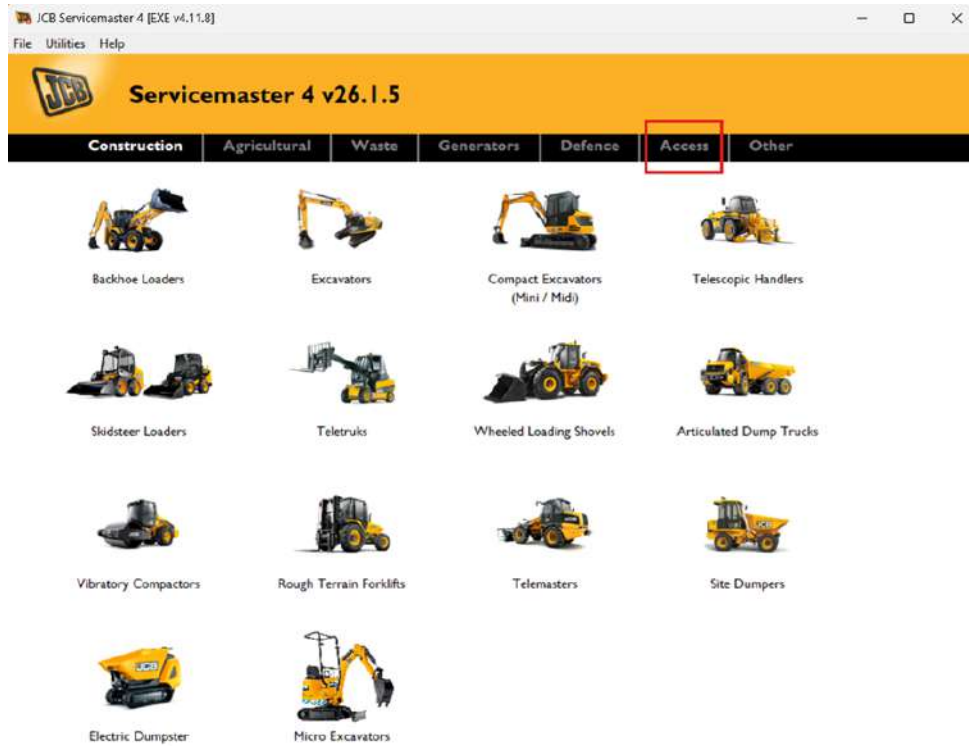 JCB Servicemaster 4 [EXE v4.11.8]
File Utilities Help
JCB Servicemaster 4 v26.1.5
Construction Agricultural Waste Generators Defence Access Other
Backhoe Loaders Excavators Compact Excavators Telescopic Handlers
(Mini / Midi)
Skidsteer Loaders Teletruks Wheeled Loading Shovels Articulated Dump Trucks
Vibratory Compactors Rough Terrain Forklifts Telemasters Site Dumpers
JCB
JCB
Electric Dumpster Micro Excavators